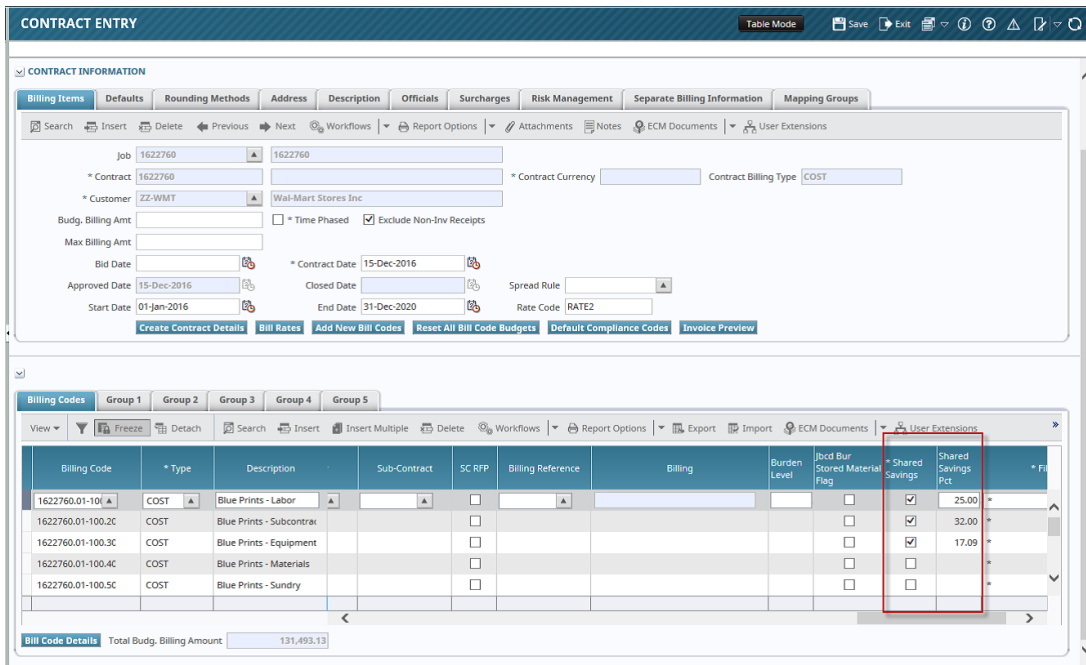 CONTRACT ENTRY
Table Mode Save Exit
CONTRACT INFORMATION
Billing Items Defaults Rounding Methods Address Description Officials Surcharges Risk Management Separate Billing Information Mapping Groups
Search Insert Delete Previous Next Workflows Report Options Attachments Notes ECM Documents User Extensions
Job 1622760 1622760
* Contract 1622760 * Contract Currency Contract Billing Type COST
* Customer ZZ-WMT Wal-Mart Stores Inc
Budg. Billing Amt * Time Phased Exclude Non-Inv Receipts
Max Billing Amt
Bid Date * Contract Date 15-Dec-2016
Approved Date 15-Dec-2016 Closed Date Spread Rule
Start Date 01-Jan-2016 End Date 31-Dec-2020 Rate Code RATE2
Create Contract Details Bill Rates Add New Bill Codes Reset All Bill Code Budgets Default Compliance Codes Invoice Preview
Billing Codes Group 1 Group 2 Group 3 Group 4 Group 5
View Freeze Detach Search Insert Insert Multiple Delete Workflows Report Options Export Import ECM Documents User Extensions »
Billing Code * Type Description Sub-Contract SC RFP Billing Reference Billing Burden Level Jbcd Bur Stored Material Flag * Shared Savings Shared Savings Pct * Fil
1622760.01-10( COST Blue Prints - Labor 25.00 *
1622760.01-100.2C COST Blue Prints - Subcontrac 32.00 *
1622760.01-100.3C COST Blue Prints - Equipment 17.09 *
1622760.01-100.4C COST Blue Prints - Materials *
1622760.01-100.5C COST Blue Prints - Sundry *
Bill Code Details Total Budg. Billing Amount 131,493.13